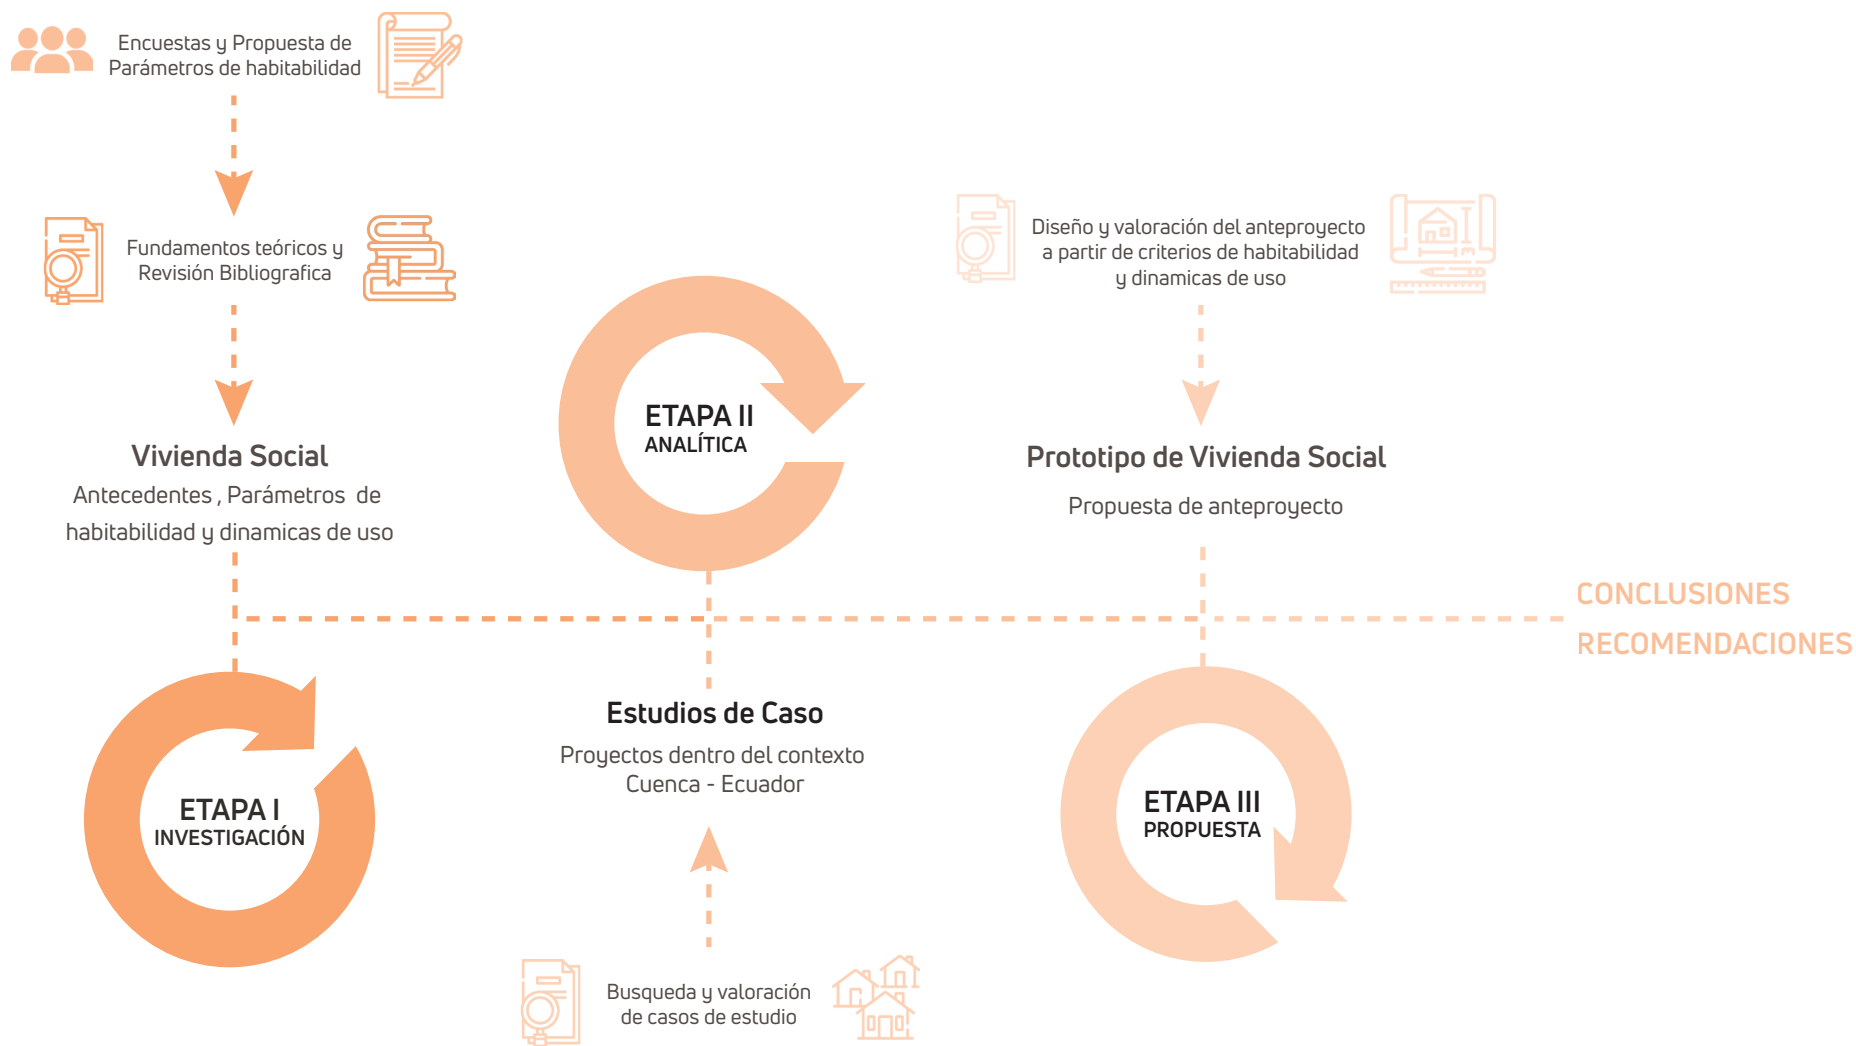 Encuestas y Propuesta de
Parámetros de habitabilidad
Fundamentos teóricos y
Revisión Bibliografica
Vivienda Social
Antecedentes , Parámetros de
habitabilidad y dinamicas de uso
ETAPA I
INVESTIGACIÓN
ETAPA II
ANALÍTICA
Estudios de Caso
Proyectos dentro del contexto
Cuenca - Ecuador
Busqueda y valoración
de casos de estudio
Diseño y valoración del anteproyecto
a partir de criterios de habitabilidad
y dinamicas de uso
Prototipo de Vivienda Social
Propuesta de anteproyecto
ETAPA III
PROPUESTA
CONCLUSIONES
RECOMENDACIONES